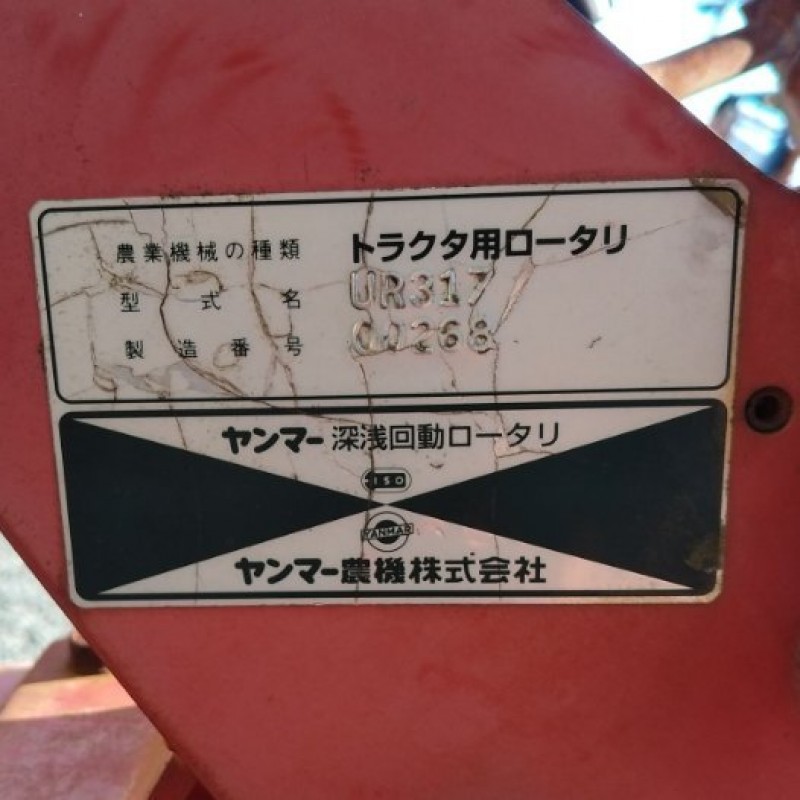 農業機械の種類 トラクタ用ロータリ
型式名 UR317
製造番号 00268
ヤンマー深浅回動ロータリ
ISO
YANMAR
ヤンマー農機株式会社